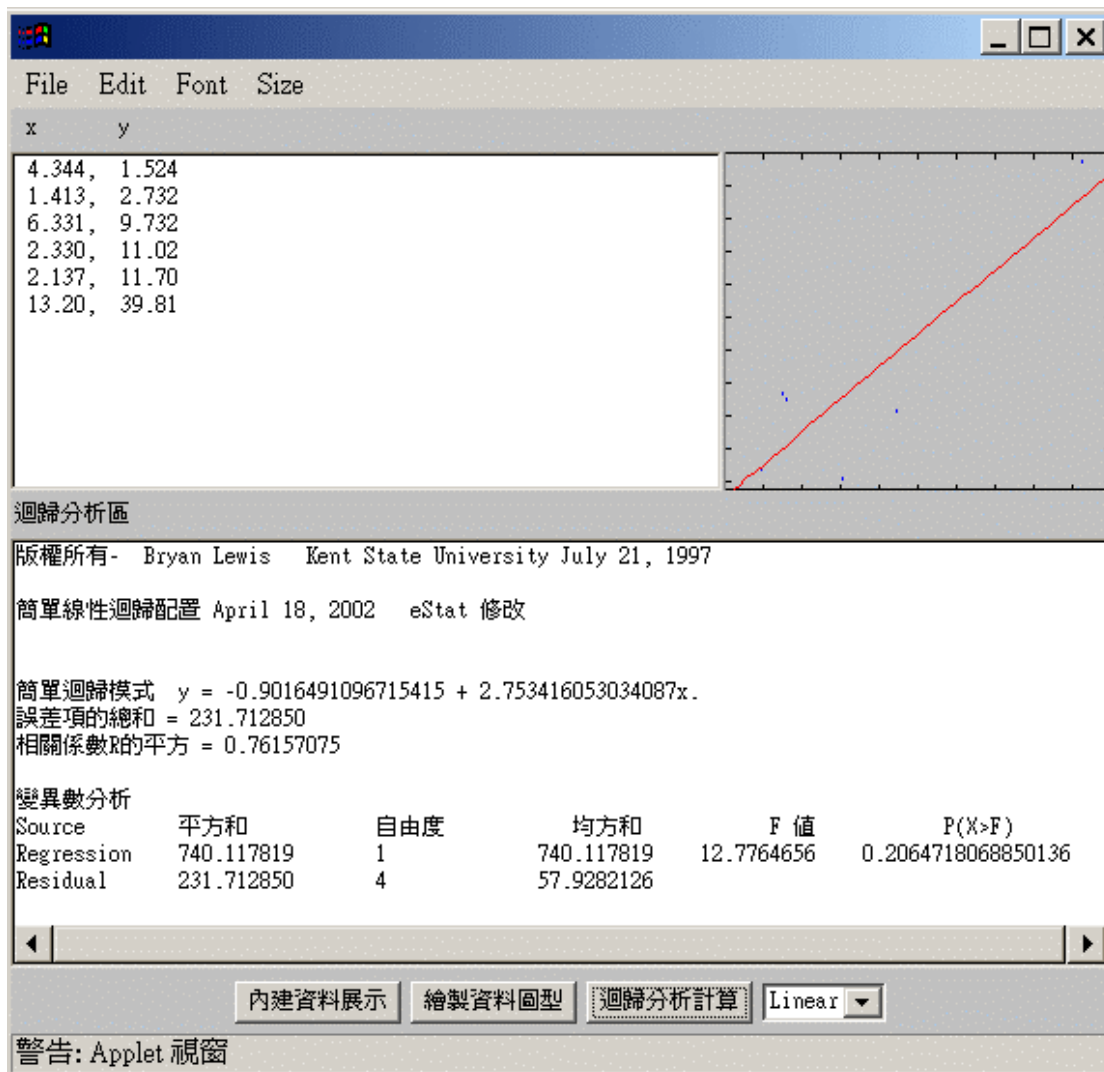 File Edit Font Size
x y
4.344, 1.524
1.413, 2.732
6.331, 9.732
2.330, 11.02
2.137, 11.70
13.20, 39.81
迴歸分析區
版權所有- Bryan Lewis Kent State University July 21, 1997
簡單線性迴歸配置 April 18, 2002 eStat 修改
簡單迴歸模式 y = -0.9016491096715415 + 2.753416053034087x.
誤差項的總和 = 231.712850
相關係數R的平方 = 0.76157075
變異數分析
Source 平方和 自由度 均方和 F 值 P(X>F)
Regression 740.117819 1 740.117819 12.7764656 0.2064718068850136
Residual 231.712850 4 57.9282126
內建資料展示 繪製資料圖型 迴歸分析計算 Linear
警告: Applet 視窗